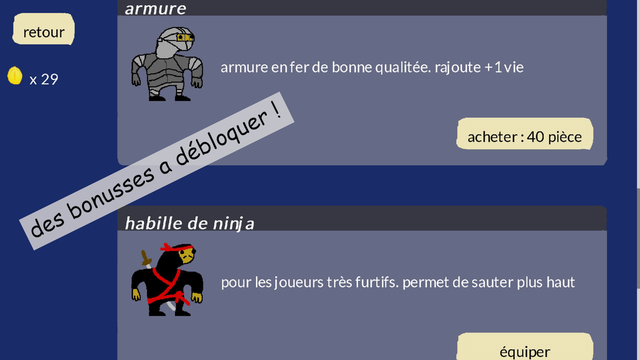 armure
retour
x 29
armure en fer de bonne qualitée. rajoute +1 vie
acheter : 40 pièce
des bonusses a débloquer !
habille de ninja
pour les joueurs très furtifs. permet de sauter plus haut
équiper